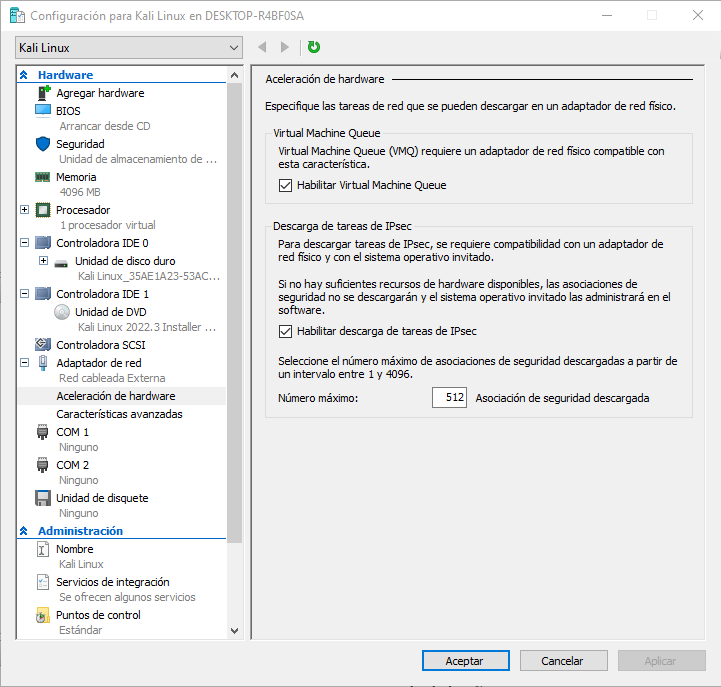 Configuración para Kali Linux en DESKTOP-R4BF0SA
Kali Linux
Hardware
Agregar hardware
BIOS
Arrancar desde CD
Seguridad
Unidad de almacenamiento de ...
Memoria
4096 MB
Procesador
1 procesador virtual
Controladora IDE 0
Unidad de disco duro
Kali Linux_35AE1A23-53AC...
Controladora IDE 1
Unidad de DVD
Kali Linux 2022.3 Installer ...
Controladora SCSI
Adaptador de red
Red cableada Externa
Aceleración de hardware
Características avanzadas
COM 1
Ninguno
COM 2
Ninguno
Unidad de disquete
Ninguno
Administración
Nombre
Kali Linux
Servicios de integración
Se ofrecen algunos servicios
Puntos de control
Estándar
Aceleración de hardware
Especifique las tareas de red que se pueden descargar en un adaptador de red físico.
Virtual Machine Queue
Virtual Machine Queue (VMQ) requiere un adaptador de red físico compatible con
esta característica.
Habilitar Virtual Machine Queue
Descarga de tareas de IPsec
Para descargar tareas de IPsec, se requiere compatibilidad con un adaptador de
red físico y con el sistema operativo invitado.
Si no hay suficientes recursos de hardware disponibles, las asociaciones de
seguridad no se descargarán y el sistema operativo invitado las administrará en el
software.
Habilitar descarga de tareas de IPsec
Seleccione el número máximo de asociaciones de seguridad descargadas a partir de
un intervalo entre 1 y 4096.
Número máximo: 512 Asociación de seguridad descargada
Aceptar Cancelar Aplicar